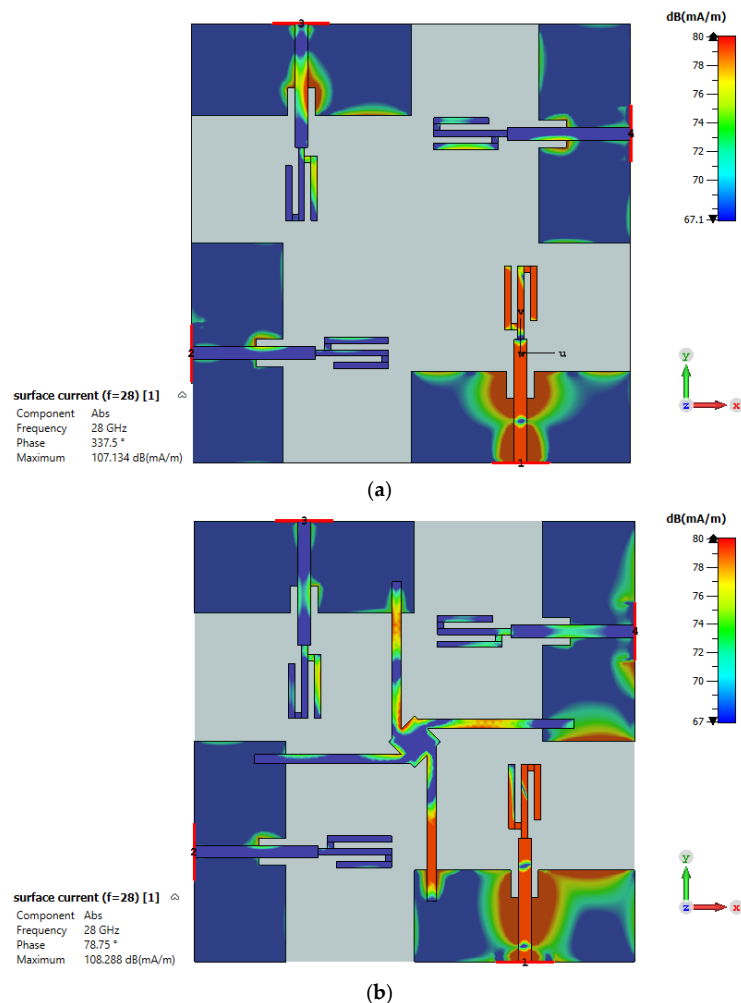 3
dB(mA/m)
80
78
76
74
72
70
67.1
4
v
w
u
2
1
surface current (f=28) [1]
Component Abs
Frequency 28 GHz
Phase 337.5 °
Maximum 107.134 dB(mA/m)
y
z
x
(a)
3
dB(mA/m)
80
78
76
74
72
70
67
4
2
1
surface current (f=28) [1]
Component Abs
Frequency 28 GHz
Phase 78.75 °
Maximum 108.288 dB(mA/m)
y
z
x
(b)